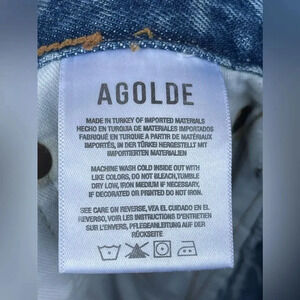 AGOLDE
MADE IN TURKEY OF IMPORTED MATERIALS
HECHO EN TURQUIA DE MATERIALES IMPORTADOS
FABRIQUÉ EN TURQUIE A PARTIR DE MATÉRIAUX
IMPORTÉS, IN DER TÜRKEI HERGESTELLT MIT
IMPORTIERTEN MATERIALIEN
MACHINE WASH COLD INSIDE OUT WITH
LIKE COLORS, DO NOT BLEACH, TUMBLE
DRY LOW, IRON MEDIUM IF NECESSARY,
IF DECORATED OR PRINTED DO NOT IRON.
SEE CARE ON REVERSE, VEA EL CUIDADO EN EL
REVERSO, VOIR LES INSTRUCTIONS D'ENTRETIEN
SUR L'ENVERS, PFLEGEANLEITUNG AUF DER
RÜCKSEITE